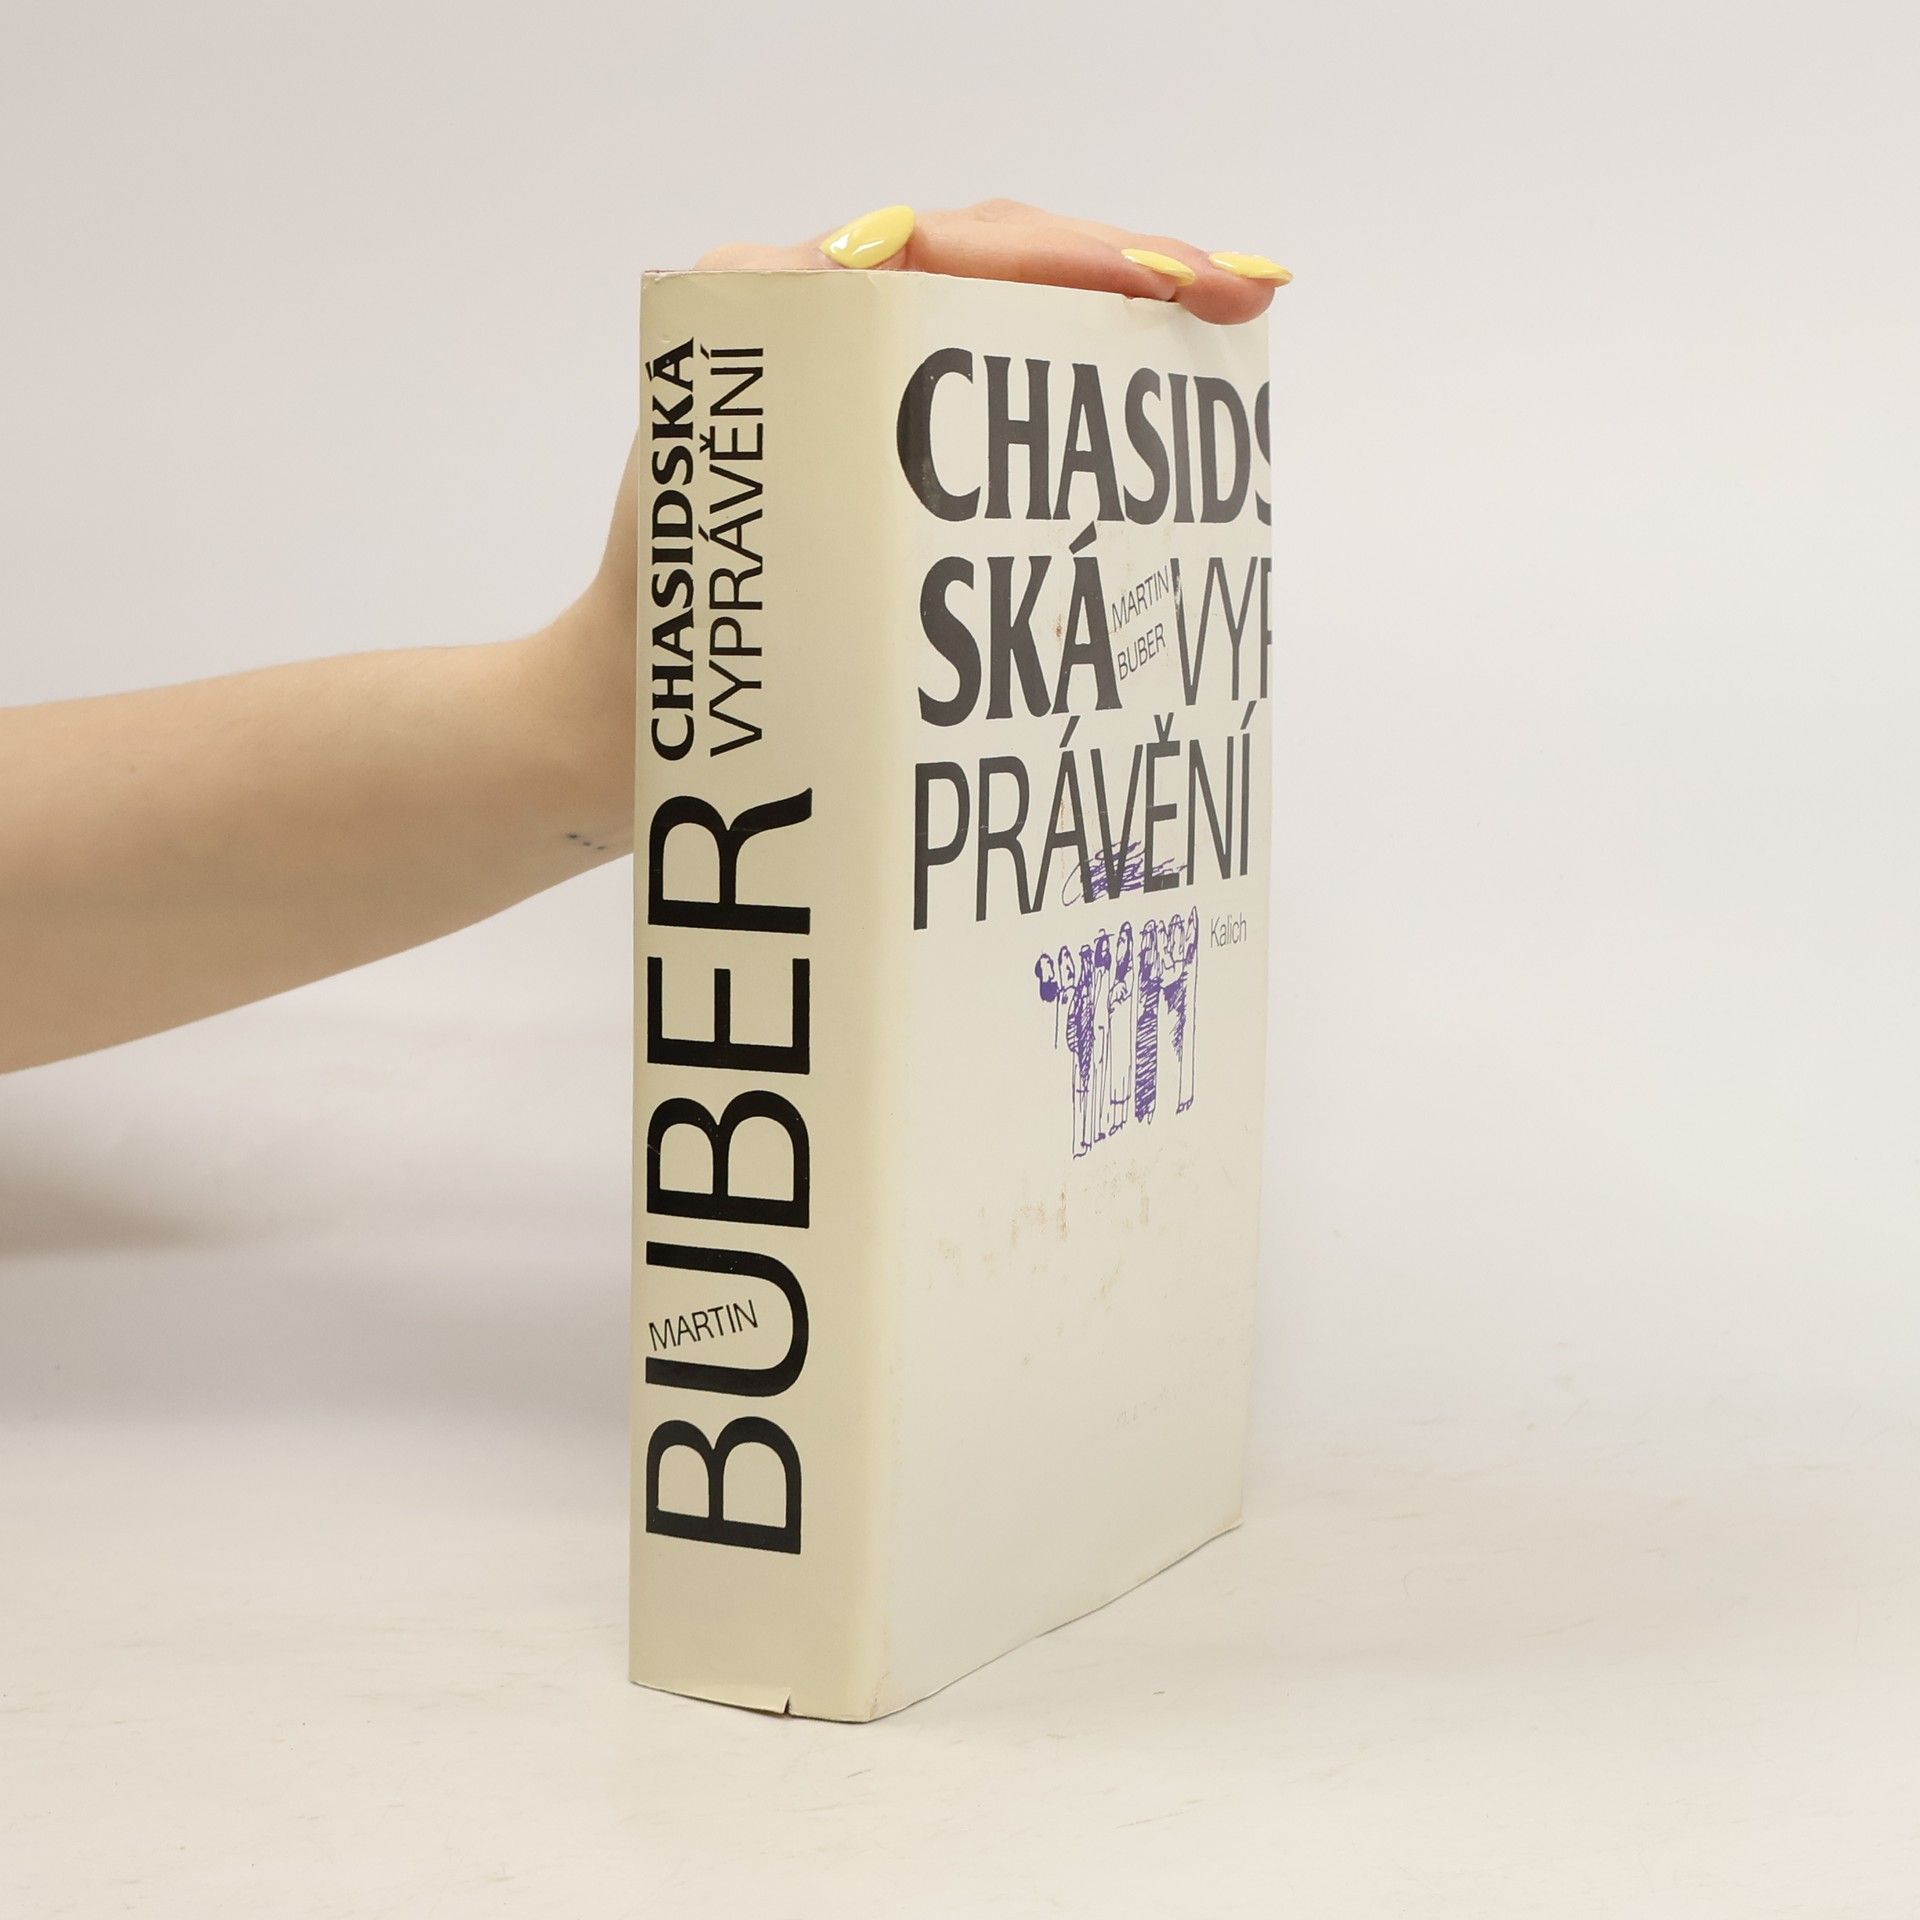 CHASIDSKÁ
VYPRÁVĚNÍ
MARTIN
BUBER
CHASIDS
SKÁ
MARTIN
BUBER
VYP
PRÁVĚNÍ
Kalich